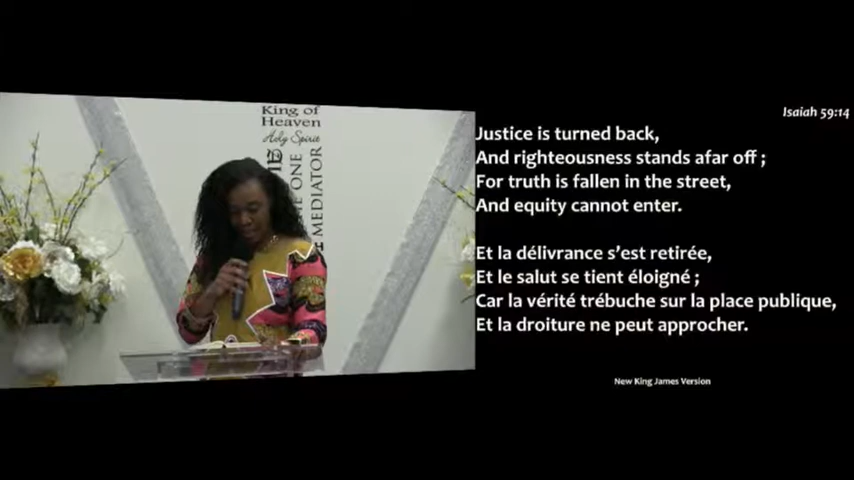 King of
Heaven
Holy Spirit
THE ONE
MEDIATOR
Isaiah 59:14
Justice is turned back,
And righteousness stands afar off ;
For truth is fallen in the street,
And equity cannot enter.
Et la délivrance s'est retirée,
Et le salut se tient éloigné ;
Car la vérité trébuche sur la place publique,
Et la droiture ne peut approcher.
New King James Version